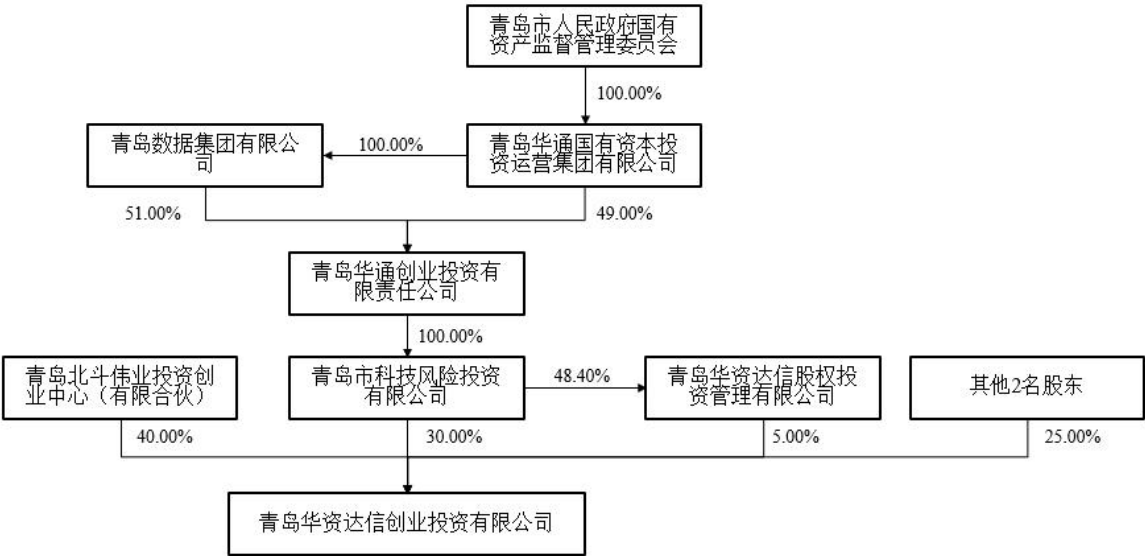 青岛市人民政府国有
资产监督管理委员会
100.00%
青岛数据集团有限公
司
100.00%
青岛华通国有资本投
资运营集团有限公司
51.00%
49.00%
青岛华通创业投资有
限责任公司
100.00%
青岛北斗伟业投资创
业中心（有限合伙）
青岛市科技风险投资
有限公司
48.40%
青岛华资达信股权投
资管理有限公司
其他2名股东
40.00%
30.00%
5.00%
25.00%
青岛华资达信创业投资有限公司